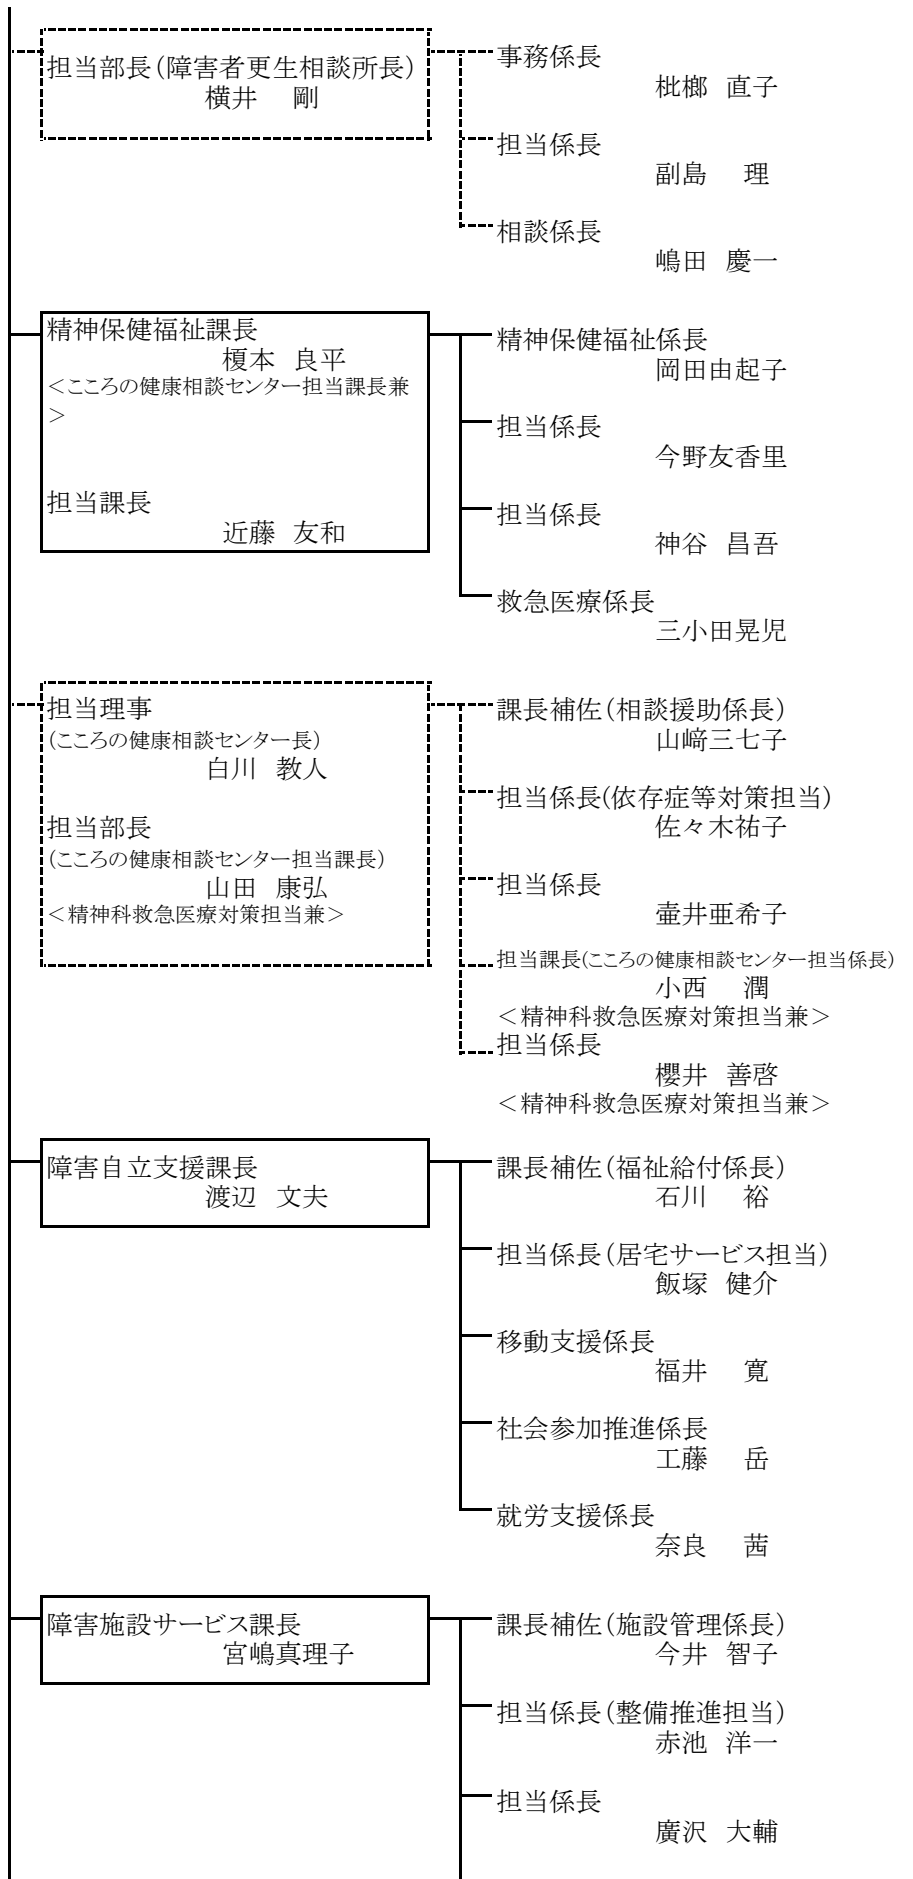 担当部長（障害者更生相談所長）
横井　剛
事務係長
枇榔　直子
担当係長
副島　理
相談係長
嶋田　慶一
精神保健福祉課長
榎本　良平
＜こころの健康相談センター担当課長兼
＞
担当課長
近藤　友和
精神保健福祉係長
岡田由起子
担当係長
今野友香里
担当係長
神谷　昌吾
救急医療係長
三小田晃児
担当理事
(こころの健康相談センター長)
白川　教人
担当部長
(こころの健康相談センター担当課長)
山田　康弘
＜精神科救急医療対策担当兼＞
課長補佐（相談援助係長）
山﨑三七子
担当係長(依存症等対策担当)
佐々木祐子
担当係長
壷井亜希子
担当課長(こころの健康相談センター担当係長)
小西　潤
＜精神科救急医療対策担当兼＞
担当係長
櫻井　善啓
＜精神科救急医療対策担当兼＞
障害自立支援課長
渡辺　文夫
課長補佐（福祉給付係長）
石川　裕
担当係長（居宅サービス担当）
飯塚　健介
移動支援係長
福井　寛
社会参加推進係長
工藤　岳
就労支援係長
奈良　茜
障害施設サービス課長
宮嶋真理子
課長補佐（施設管理係長）
今井　智子
担当係長（整備推進担当）
赤池　洋一
担当係長
廣沢　大輔